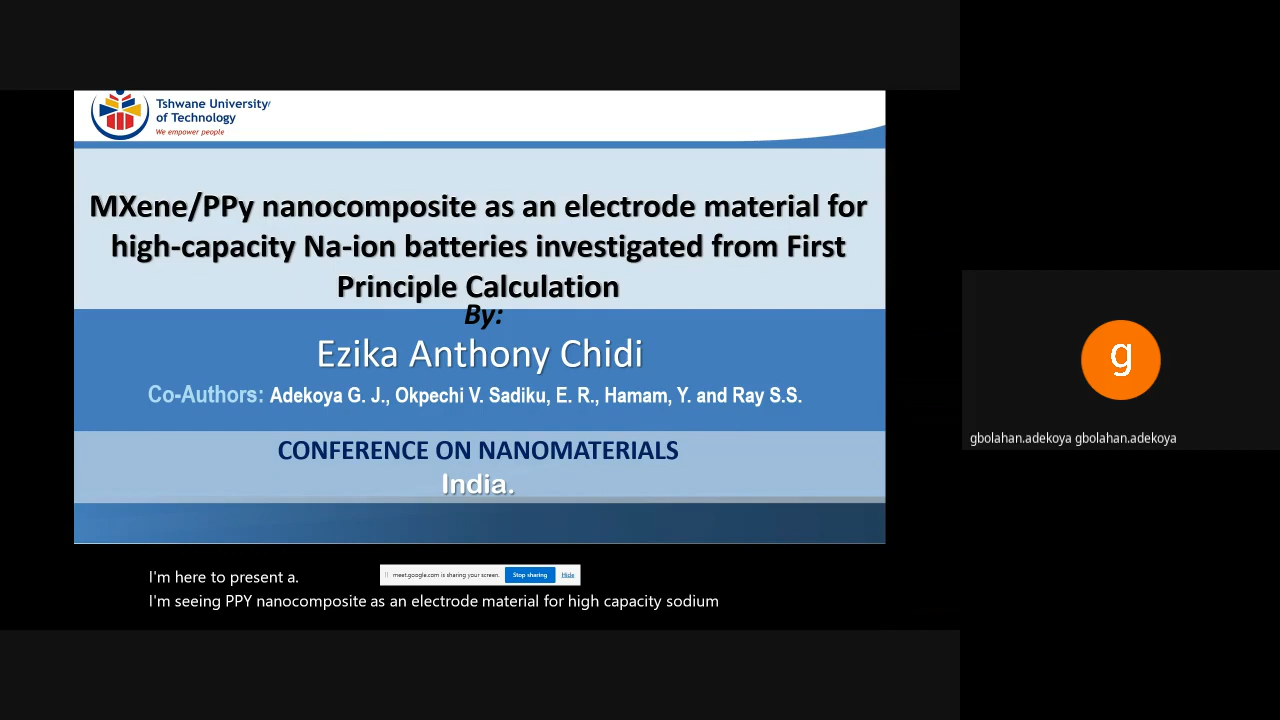 Tshwane University
of Technology
We empower people
MXene/PPy nanocomposite as an electrode material for
high-capacity Na-ion batteries investigated from First
Principle Calculation
By:
Ezika Anthony Chidi
Co-Authors: Adekoya G. J., Okpechi V. Sadiku, E. R., Hamam, Y. and Ray S.S.
CONFERENCE ON NANOMATERIALS
India.
g
gbolahan.adekoya gbolahan.adekoya
I'm here to present a.
meet.google.com is sharing your screen. Stop sharing Hide
I'm seeing PPY nanocomposite as an electrode material for high capacity sodium